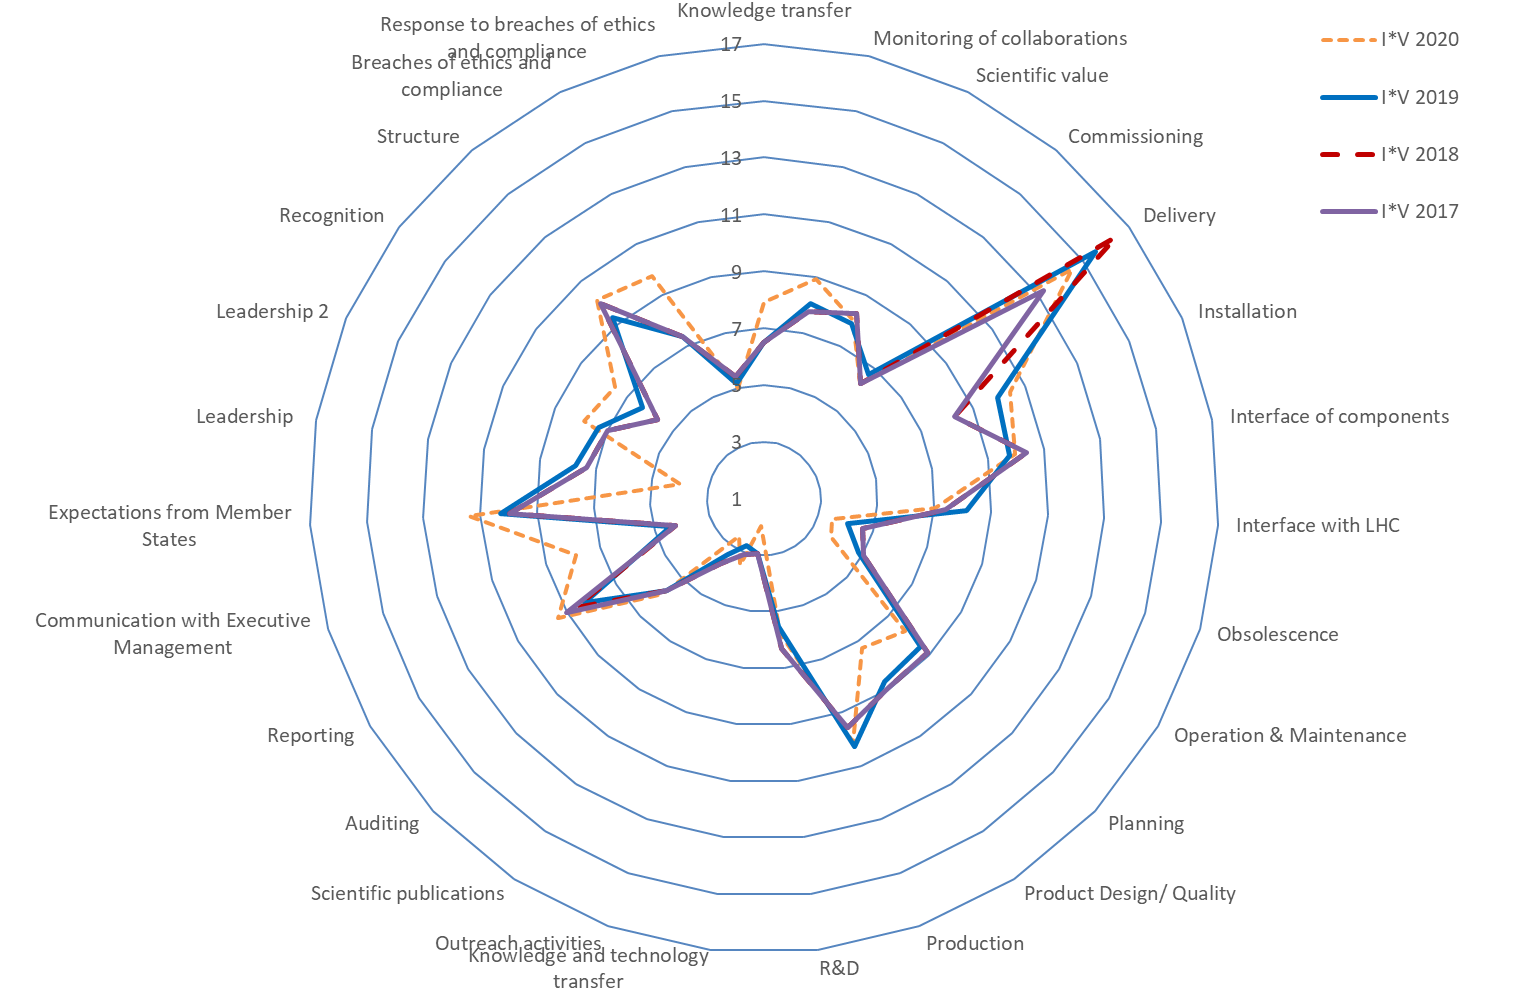 Knowledge transfer
Monitoring of collaborations
Scientific value
Commissioning
Delivery
Installation
Interface of components
Interface with LHC
Obsolescence
Operation & Maintenance
Planning
Product Design/ Quality
Production
R&D
Knowledge and technology
transfer
Outreach activities
Scientific publications
Auditing
Reporting
Communication with Executive
Management
Expectations from Member
States
Leadership
Leadership 2
Recognition
Structure
Breaches of ethics and
compliance
Response to breaches of ethics
and compliance
17
15
13
11
9
7
5
3
1
I*V 2020
I*V 2019
I*V 2018
I*V 2017